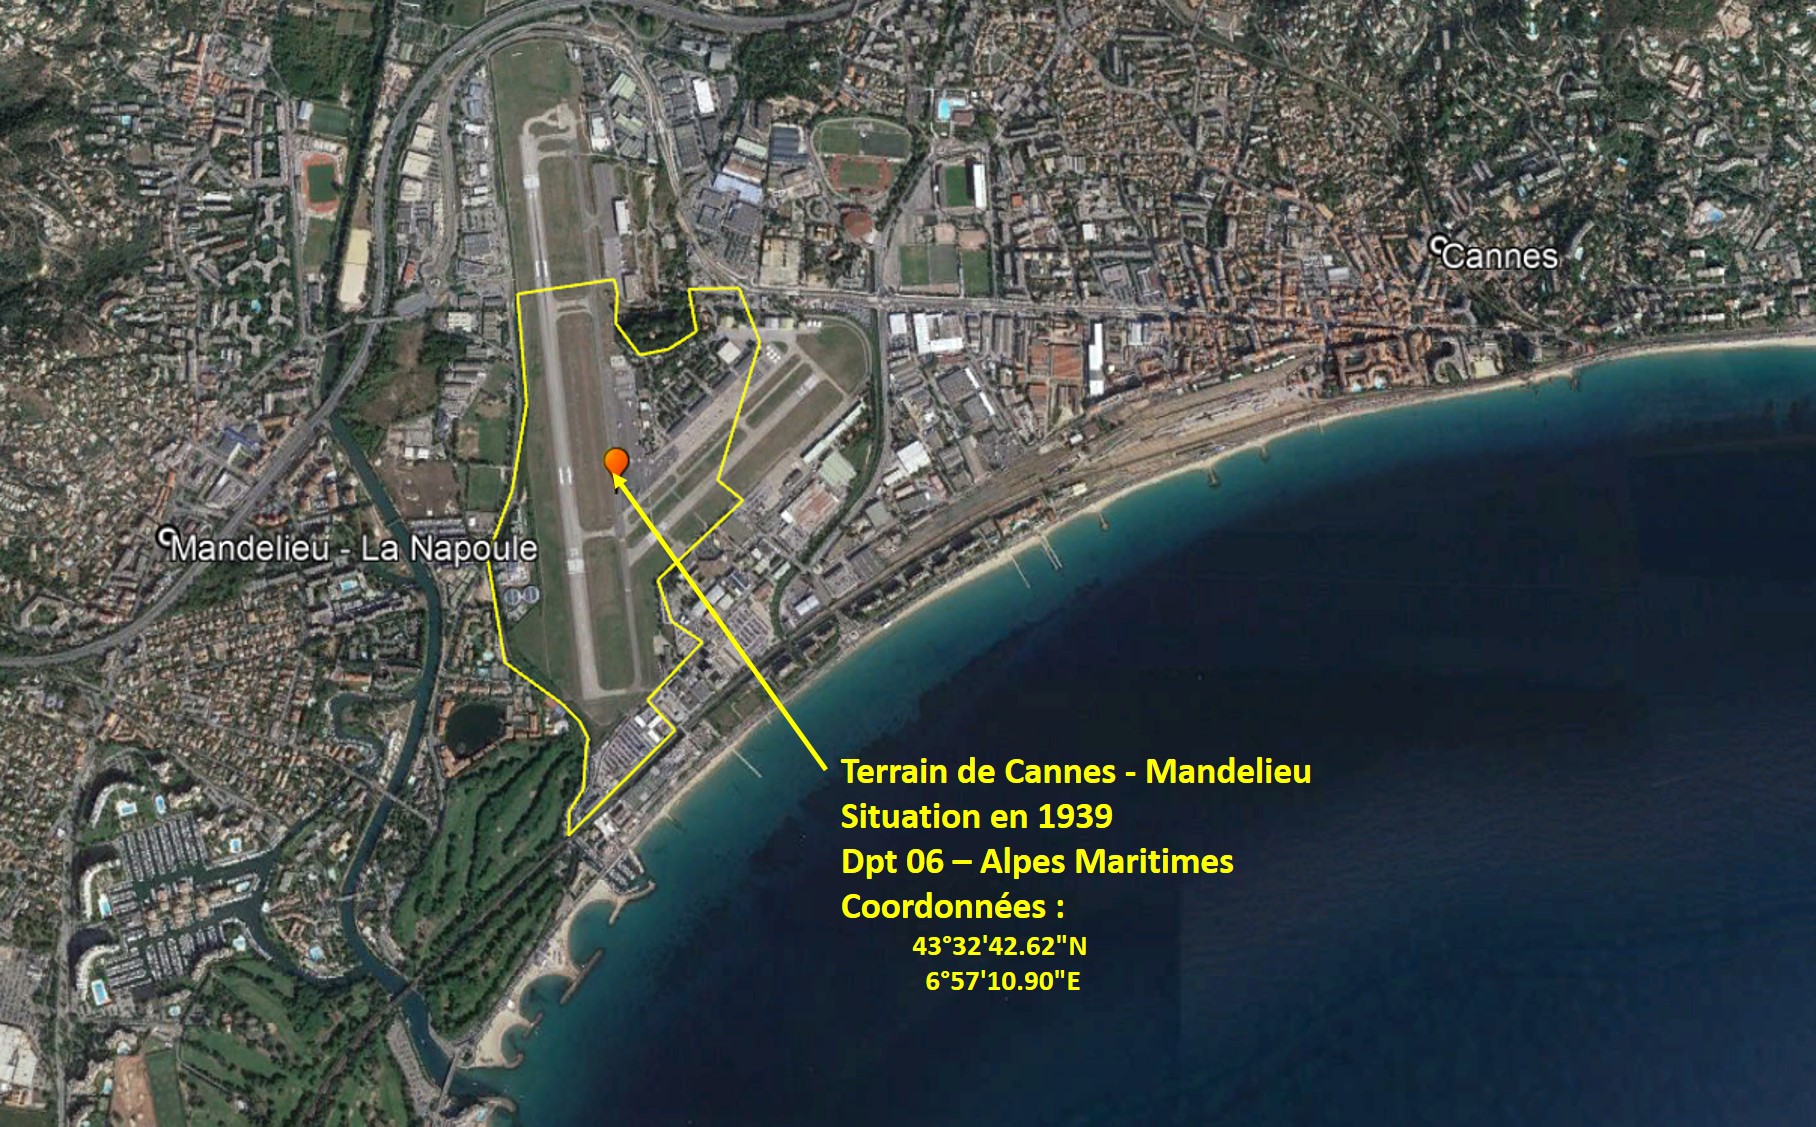 Cannes
Mandelieu - La Napoule
Terrain de Cannes - Mandelieu
Situation en 1939
Dpt 06 – Alpes Maritimes
Coordonnées :
43°32'42.62"N
6°57'10.90"E